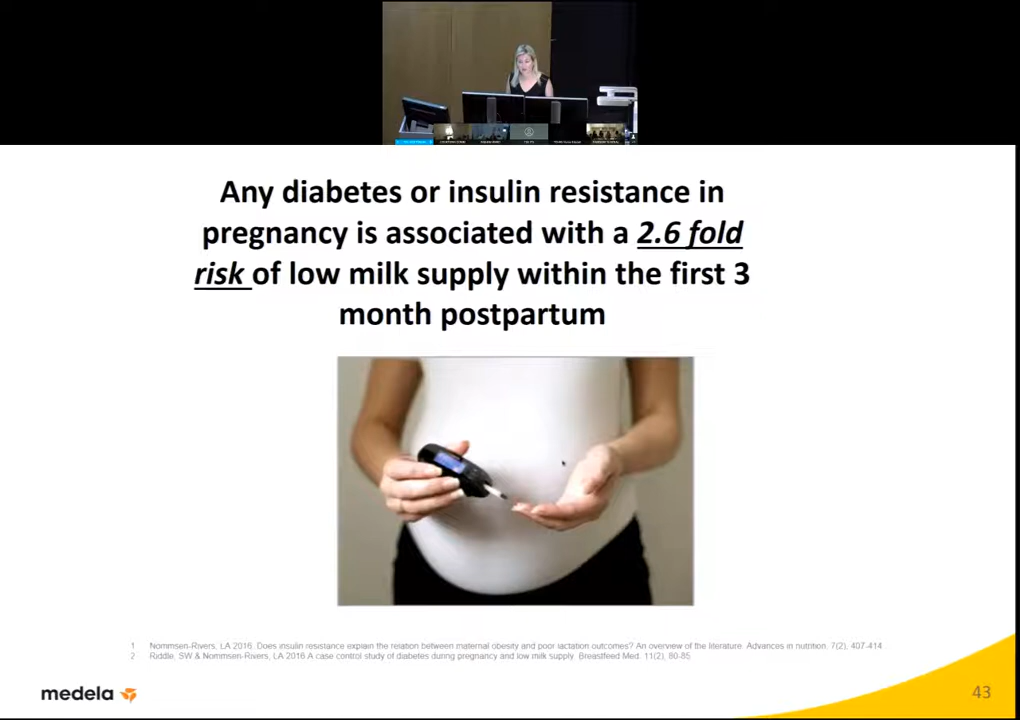 Any diabetes or insulin resistance in
pregnancy is associated with a 2.6 fold
risk of low milk supply within the first 3
month postpartum
1 Nommsen-Rivers, LA 2016. Does insulin resistance explain the relation between maternal obesity and poor lactation outcomes? An overview of the literature. Advances in nutrition. 7(2), 407-414
2 Riddle, SW & Nommsen-Rivers, LA 2016 A case control study of diabetes during pregnancy and low milk supply. Breastfeed Med. 11(2), 80-85
medela
43